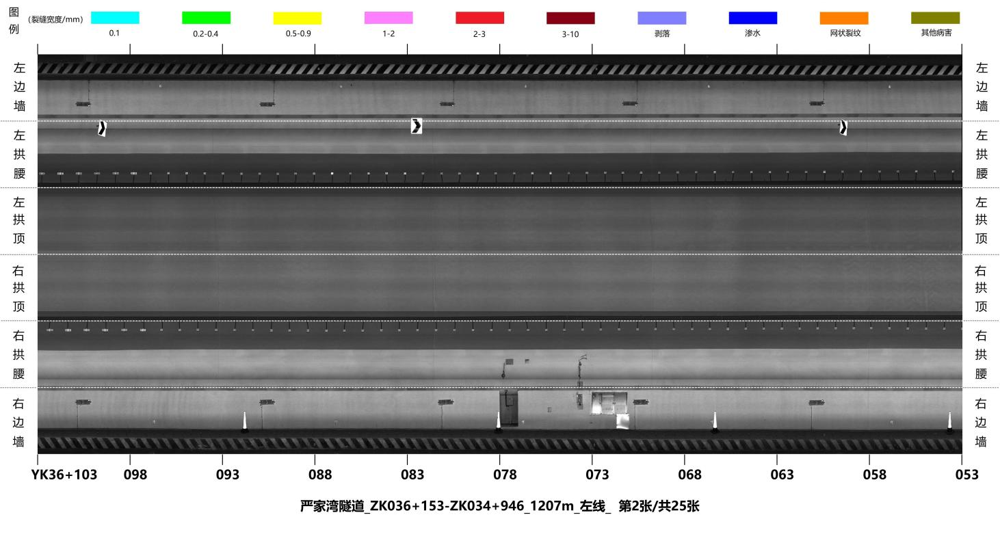 图例
(裂缝宽度/mm)
0.1 0.2-0.4 0.5-0.9 1-2 2-3 3-10 剥落 渗水 网状裂纹 其他病害
左边墙 左边墙
左拱腰 左拱腰
左拱顶 左拱顶
右拱顶 右拱顶
右拱腰 右拱腰
右边墙 右边墙
YK36+103 098 093 088 083 078 073 068 063 058 053
严家湾隧道_ZK036+153-ZK034+946_1207m_左线_ 第2张/共25张